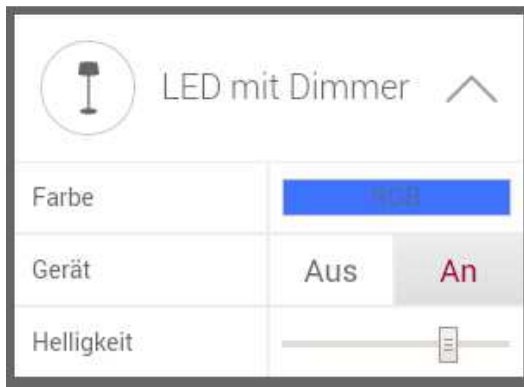 LED mit Dimmer
Farbe RGB
Gerät Aus An
Helligkeit